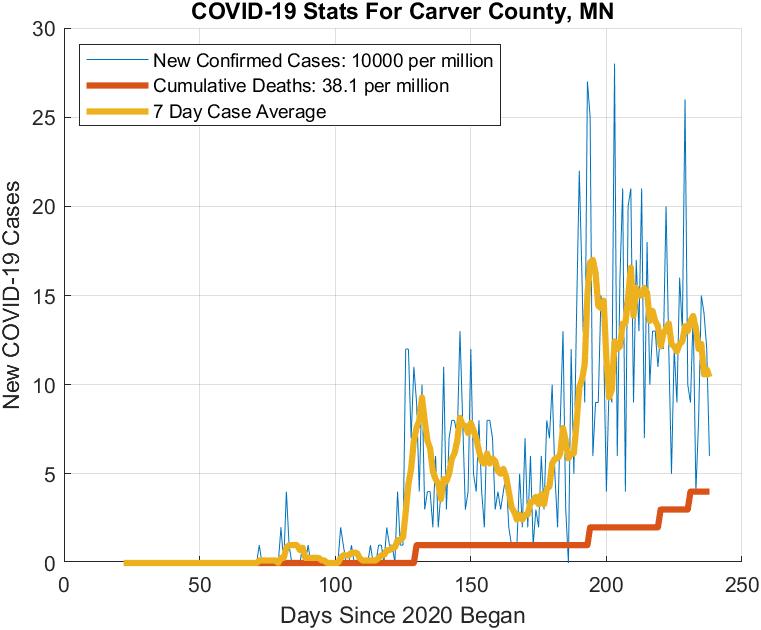 COVID-19 Stats For Carver County, MN
New Confirmed Cases: 10000 per million
Cumulative Deaths: 38.1 per million
7 Day Case Average
New COVID-19 Cases
30
25
20
15
10
5
0
0 50 100 150 200 250
Days Since 2020 Began